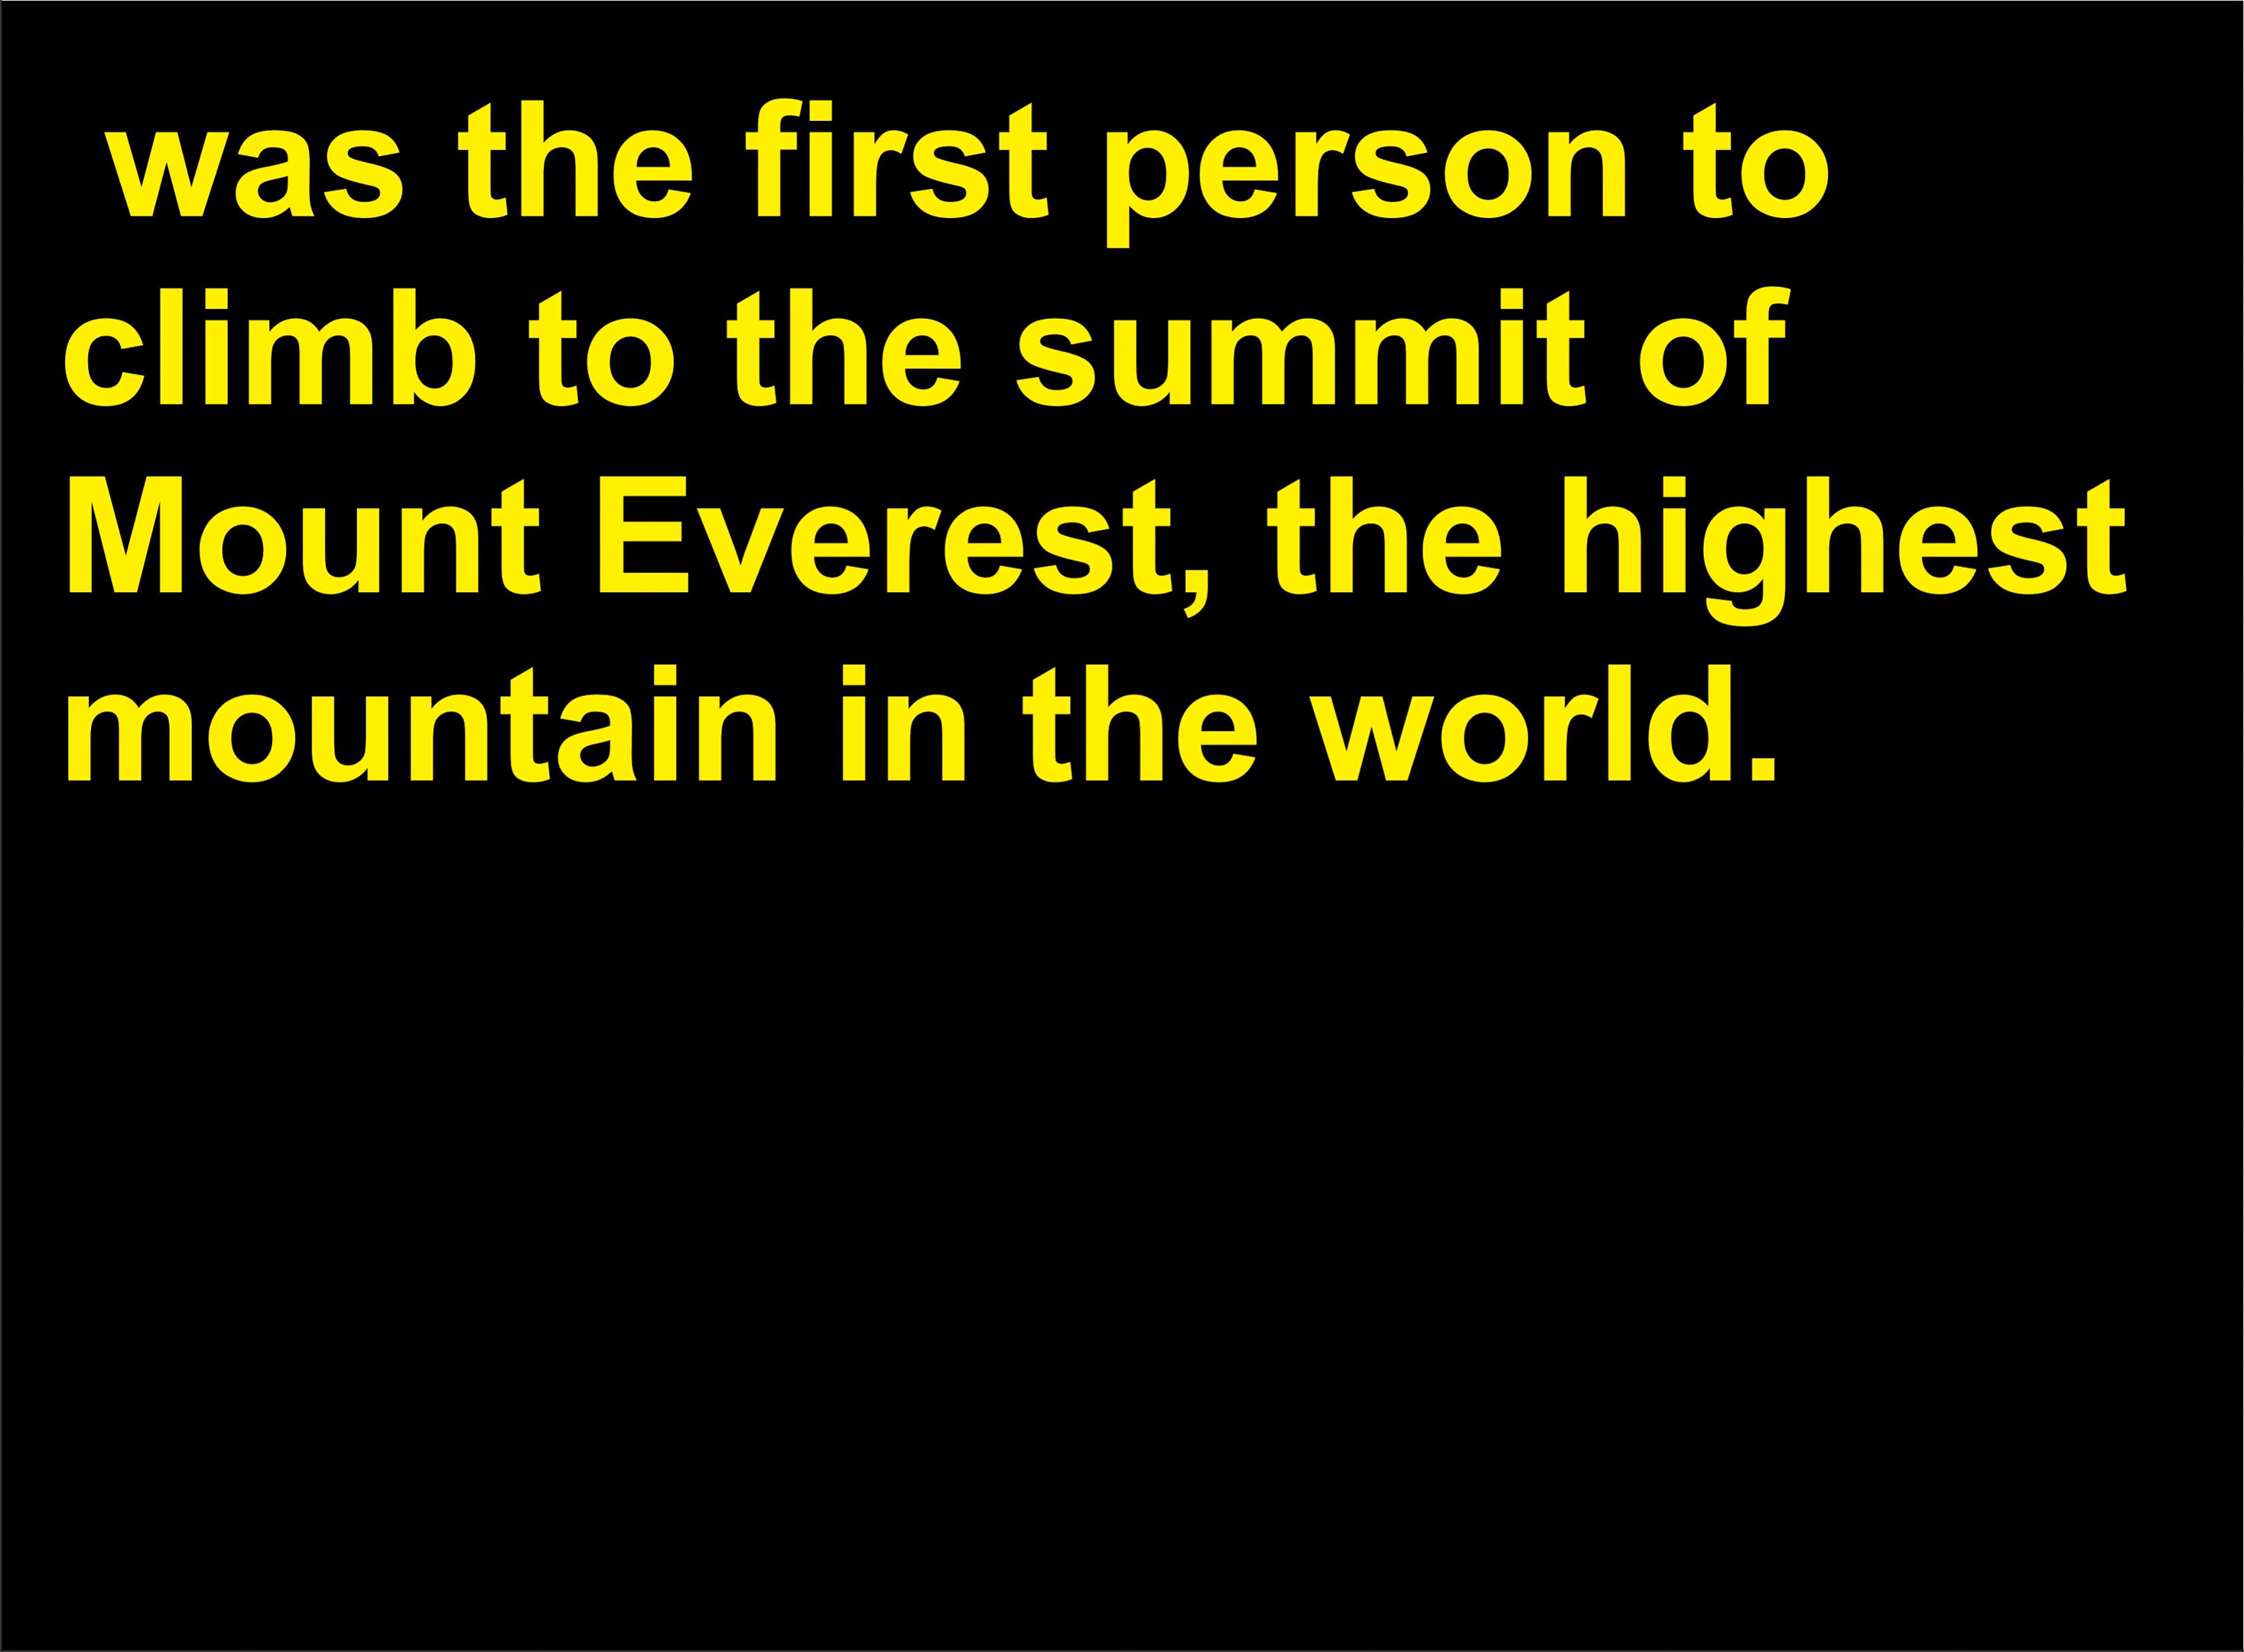 was the first person to
climb to the summit of
Mount Everest, the highest
mountain in the world.